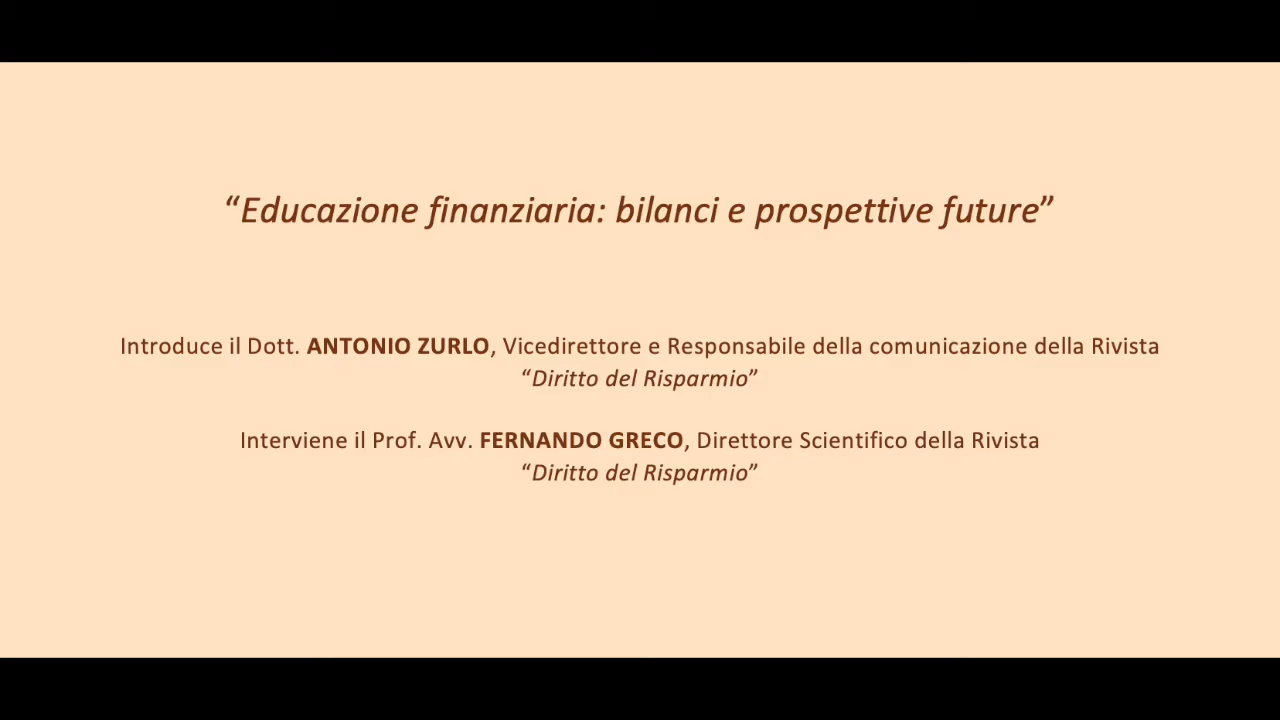 “Educazione finanziaria: bilanci e prospettive future”
Introduce il Dott. ANTONIO ZURLO, Vicedirettore e Responsabile della comunicazione della Rivista
“Diritto del Risparmio”
Interviene il Prof. Avv. FERNANDO GRECO, Direttore Scientifico della Rivista
“Diritto del Risparmio”